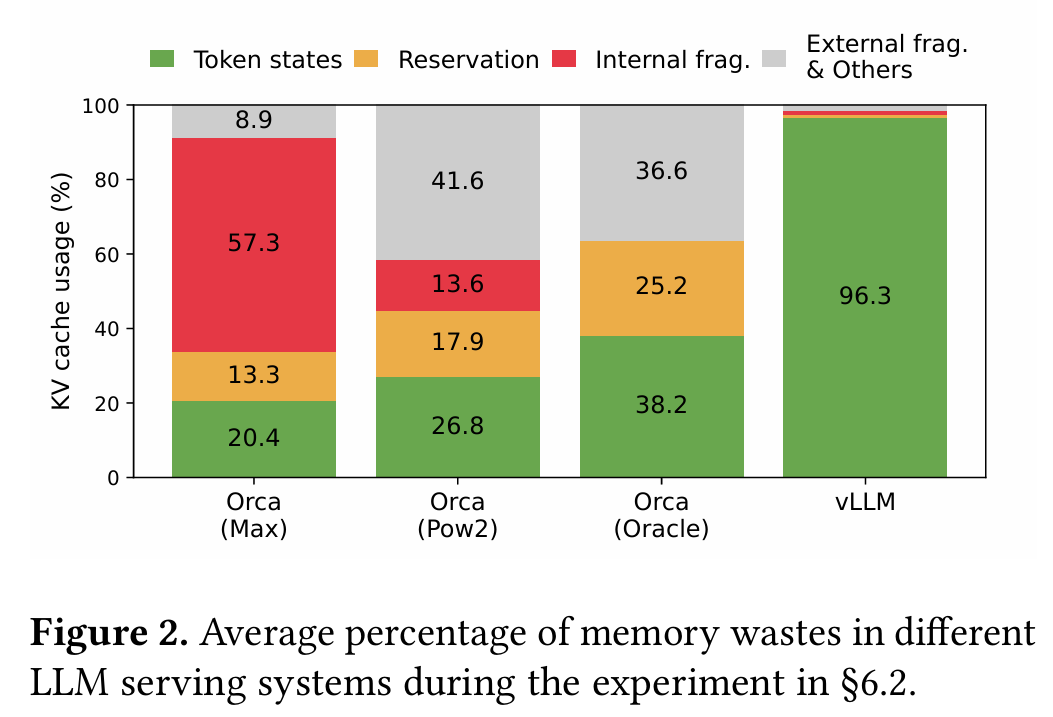 Token states Reservation Internal frag. External frag.
& Others
100
80
60
40
20
0
KV cache usage (%)
8.9
57.3
13.3
20.4
41.6
13.6
17.9
26.8
36.6
25.2
38.2
96.3
Orca
(Max)
Orca
(Pow2)
Orca
(Oracle)
vLLM
Figure 2. Average percentage of memory wastes in different
LLM serving systems during the experiment in §6.2.